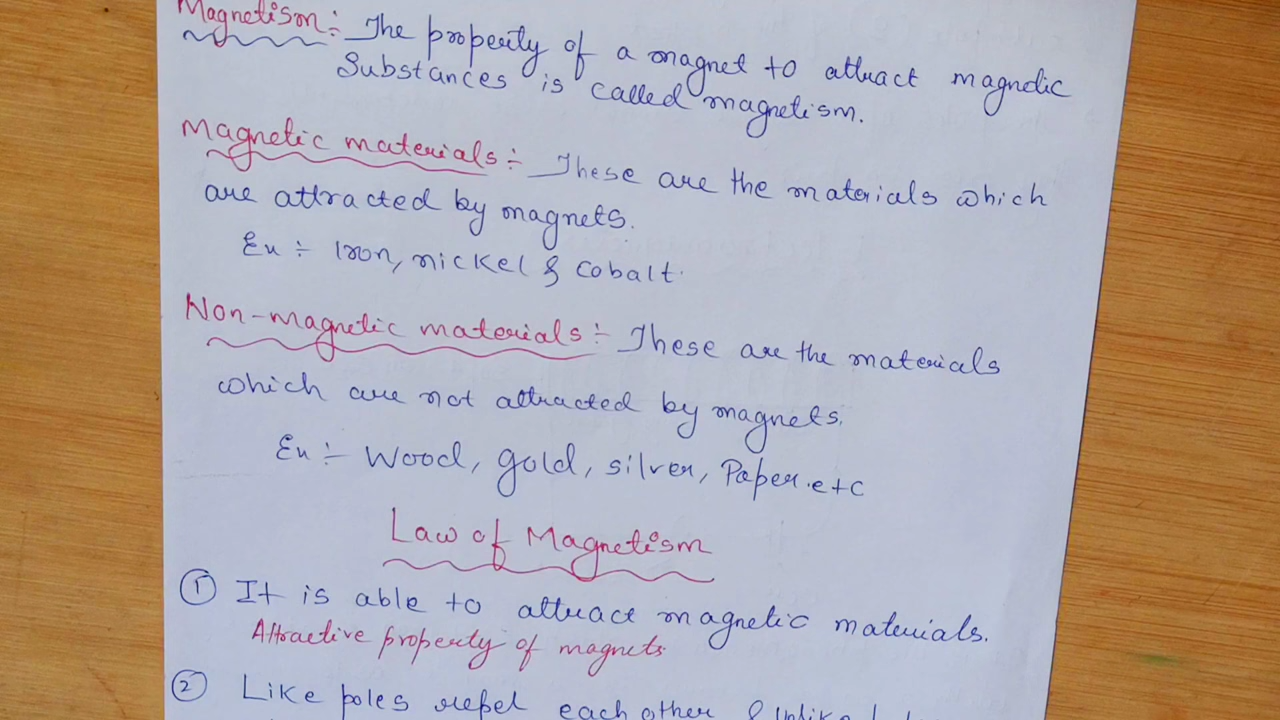 Magnetism :- The property of a magnet to attract magnetic
Substances is called magnetism.
Magnetic materials :- These are the materials which
are attracted by magnets.
Ex :- Iron, nickel & cobalt.
Non-magnetic materials :- These are the materials
which are not attracted by magnets.
Ex :- Wood, gold, silver, Paper.etc
Law of Magnetism
① It is able to attract magnetic materials.
Attractive property of magnets
② Like poles repel each other & unlike